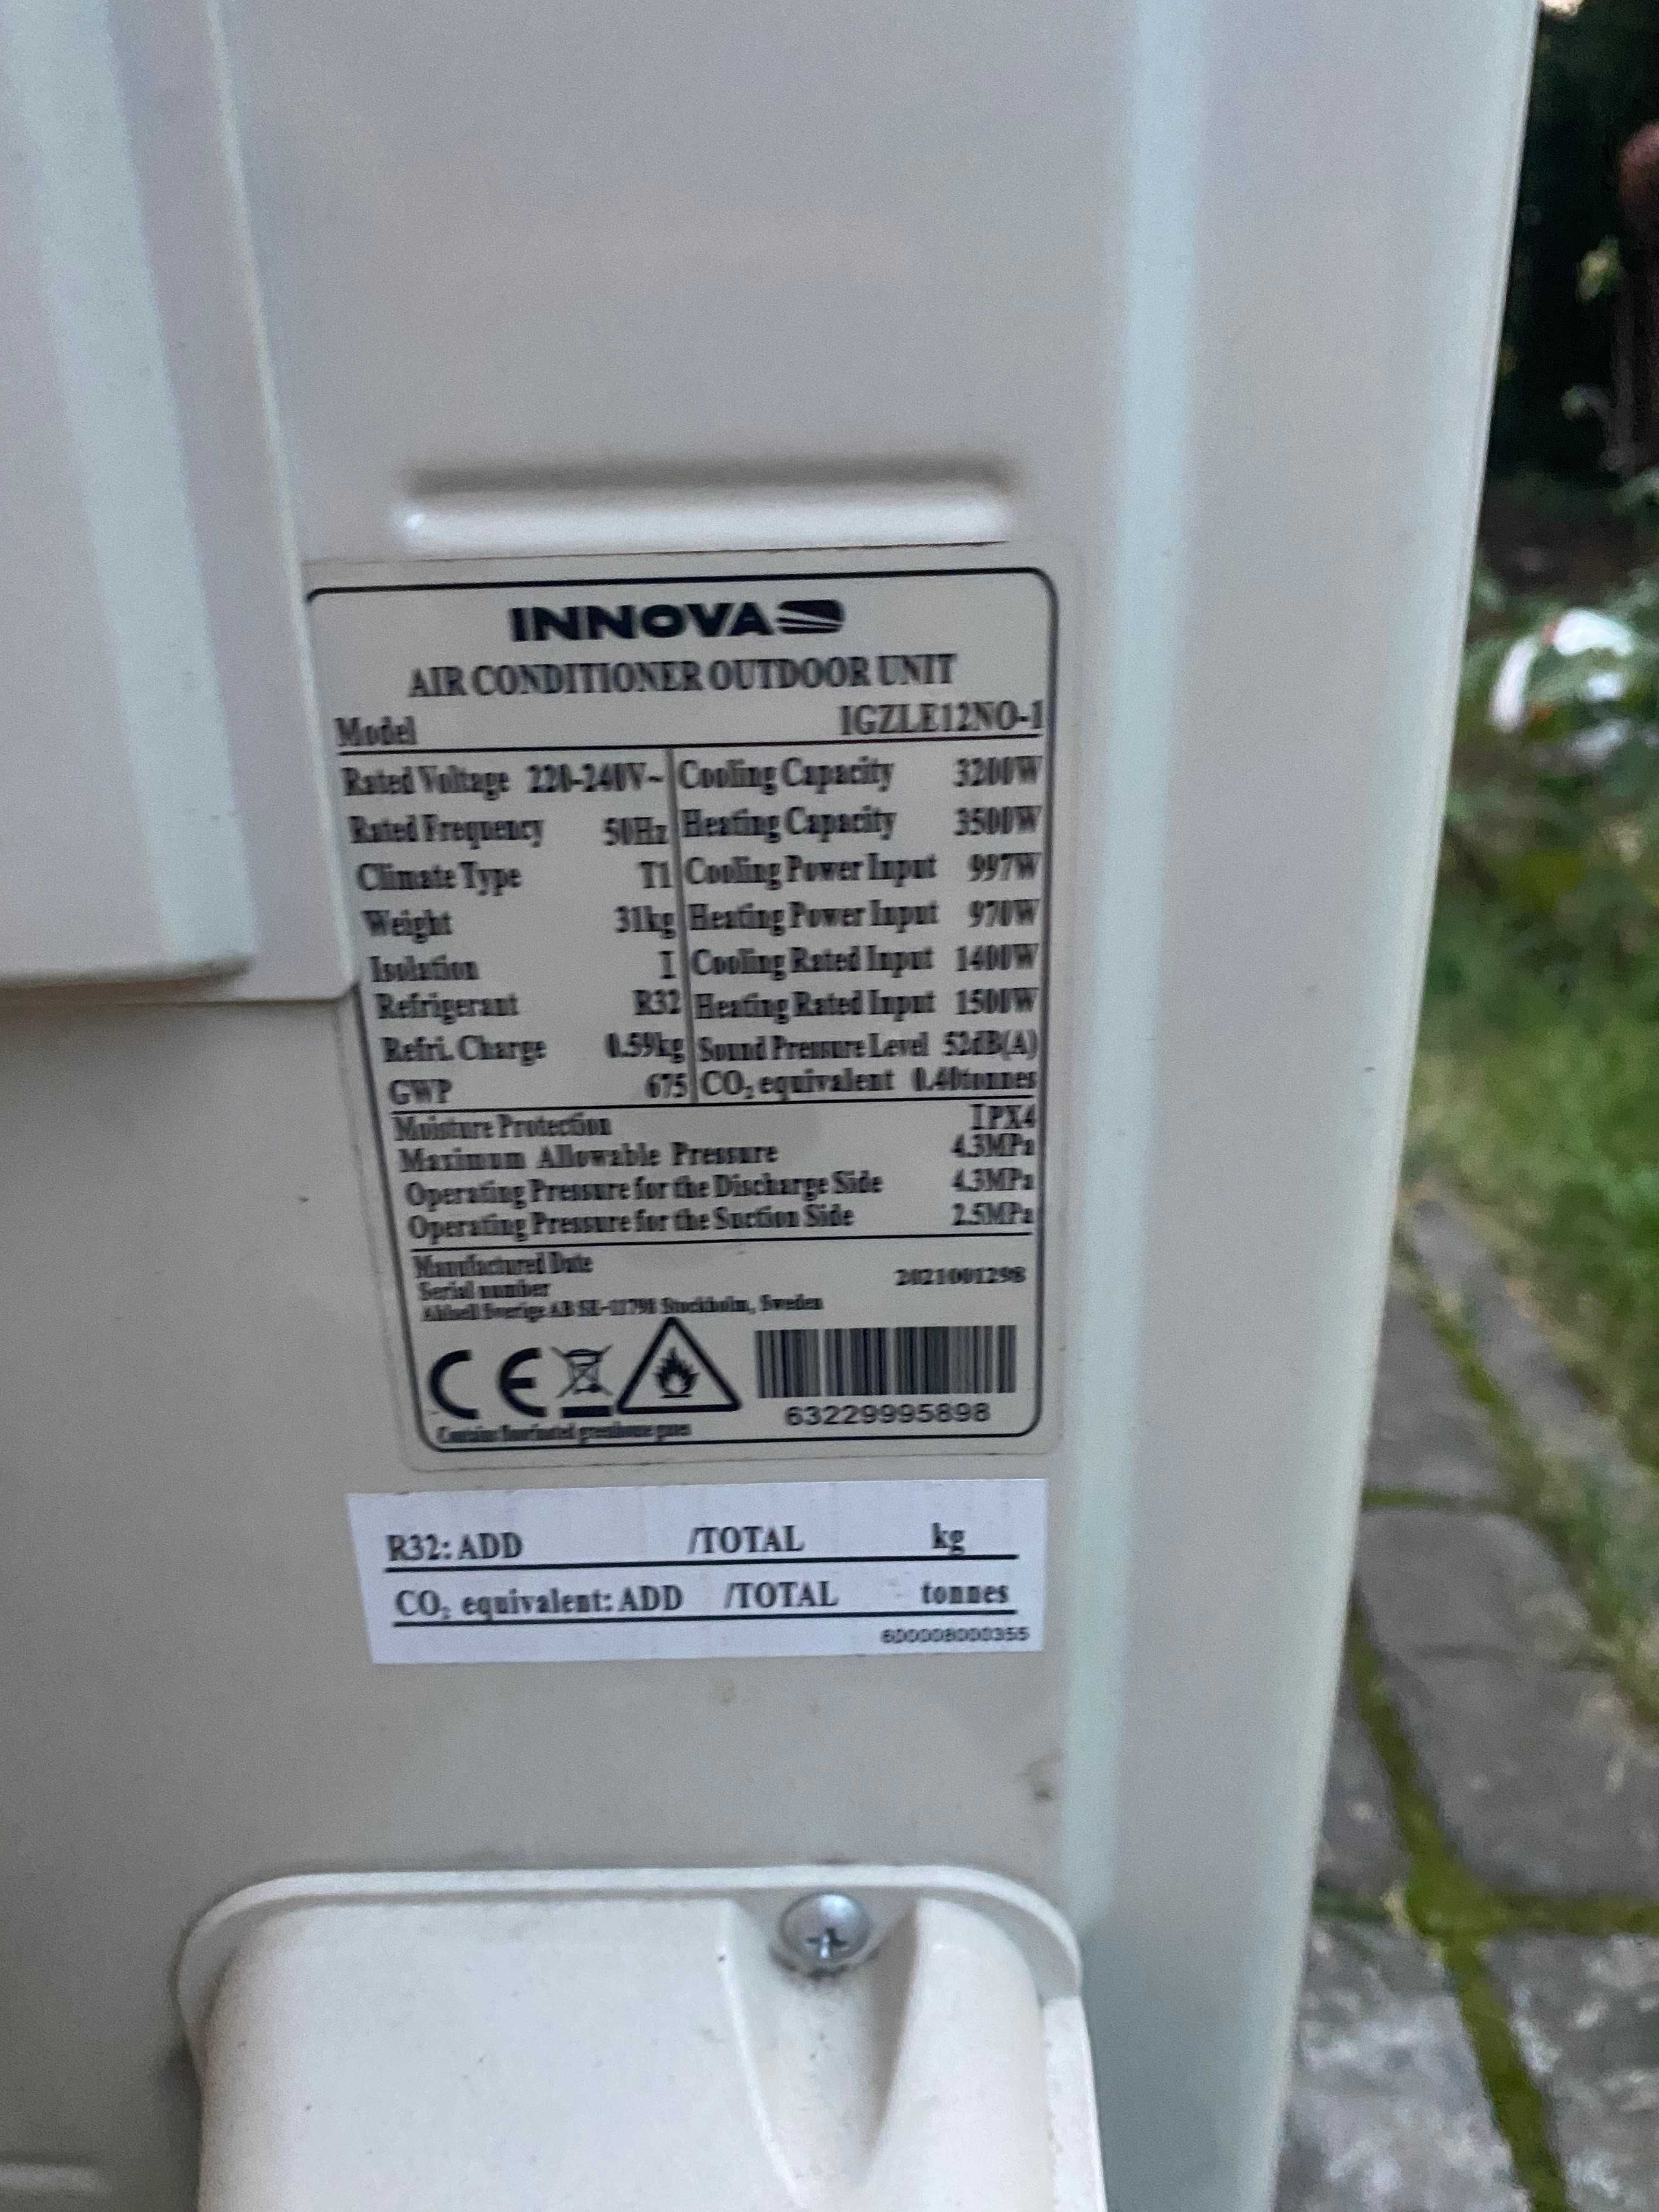 INNOVA
AIR CONDITIONER OUTDOOR UNIT
Model IGZLE12NO-1
Rated Voltage 220-240V~ Cooling Capacity 3200W
Rated Frequency 50Hz Heating Capacity 3500W
Climate Type T1 Cooling Power Input 997W
Weight 31kg Heating Power Input 970W
Isolation I Cooling Rated Input 1400W
Refrigerant R32 Heating Rated Input 1500W
Refri. Charge 0.59kg Sound Pressure Level 52dB(A)
GWP 675 CO₂ equivalent 0.40tonnes
Moisture Protection IPX4
Maximum Allowable Pressure 4.3MPa
Operating Pressure for the Discharge Side 4.3MPa
Operating Pressure for the Suction Side 2.5MPa
Manufactured Date
Serial number 2021001298
Ahlsell Sverige AB SE-11798 Stockholm, Sweden
CE
63229995898
Contains fluorinated greenhouse gases
R32: ADD /TOTAL kg
CO₂ equivalent: ADD /TOTAL tonnes
600008000355